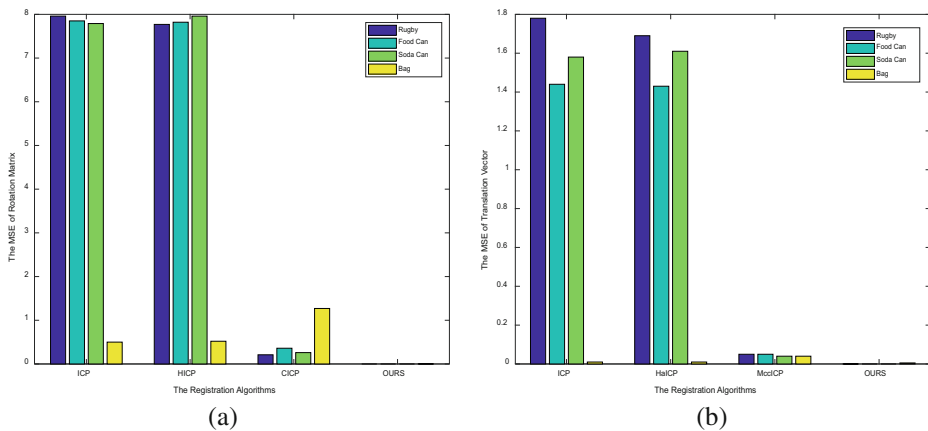 8
7
6
5
4
3
2
1
0
The MSE of Rotation Matrix
Rugby
Food Can
Soda Can
Bag
ICP HICP CICP OURS
The Registration Algorithms
(a)
1.8
1.6
1.4
1.2
1
0.8
0.6
0.4
0.2
0
The MSE of Translation Vector
Rugby
Food Can
Soda Can
Bag
ICP HaICP MccICP OURS
The Registration Algorithms
(b)